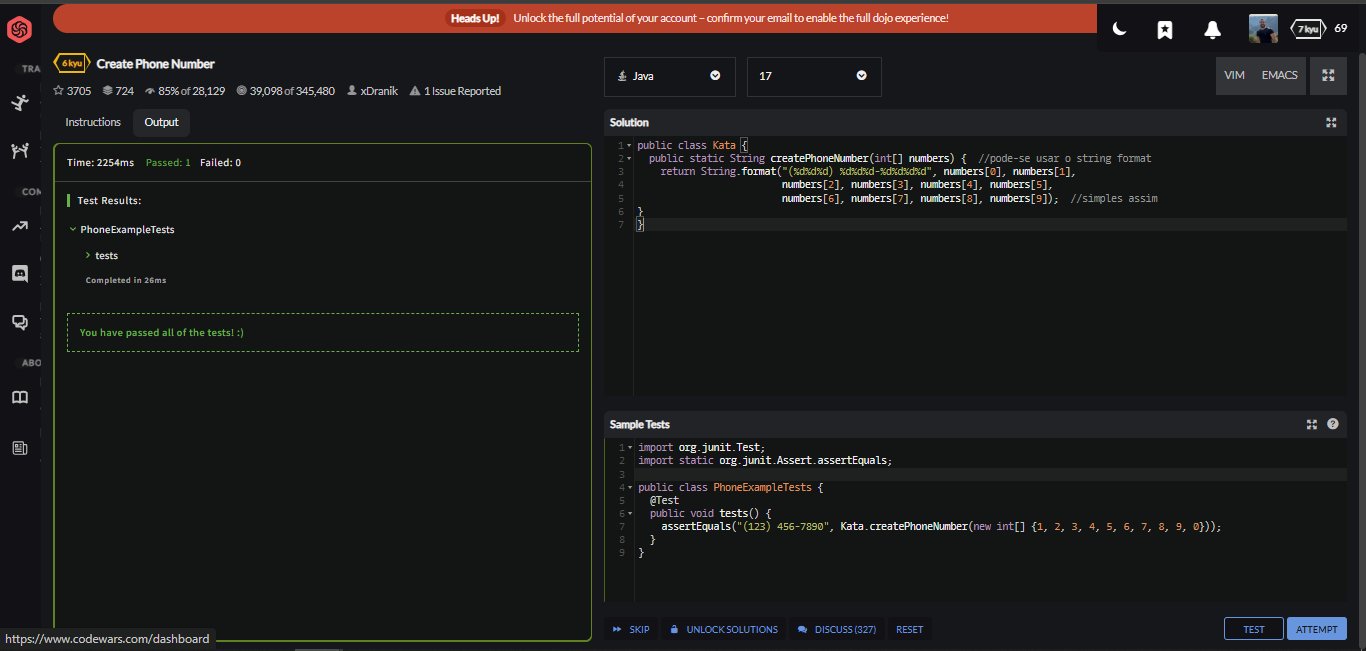 Heads Up! Unlock the full potential of your account – confirm your email to enable the full dojo experience!
7 kyu 69
TRA
COM
ABO
6 kyu Create Phone Number
3705 724 85% of 28,129 39,098 of 345,480 xDranik 1 Issue Reported
Instructions Output
Time: 2254ms Passed: 1 Failed: 0
Test Results:
PhoneExampleTests
tests
Completed in 26ms
You have passed all of the tests! :)
https://www.codewars.com/dashboard
Java 17 VIM EMACS
Solution
1 public class Kata {
2 public static String createPhoneNumber(int[] numbers) { //pode-se usar o string format
3 return String.format("(%d%d%d) %d%d%d-%d%d%d%d", numbers[0], numbers[1],
4 numbers[2], numbers[3], numbers[4], numbers[5],
5 numbers[6], numbers[7], numbers[8], numbers[9]); //simples assim
6 }
7 }
Sample Tests
1 import org.junit.Test;
2 import static org.junit.Assert.assertEquals;
3
4 public class PhoneExampleTests {
5 @Test
6 public void tests() {
7 assertEquals("(123) 456-7890", Kata.createPhoneNumber(new int[] {1, 2, 3, 4, 5, 6, 7, 8, 9, 0}));
8 }
9 }
SKIP UNLOCK SOLUTIONS DISCUSS (327) RESET TEST ATTEMPT